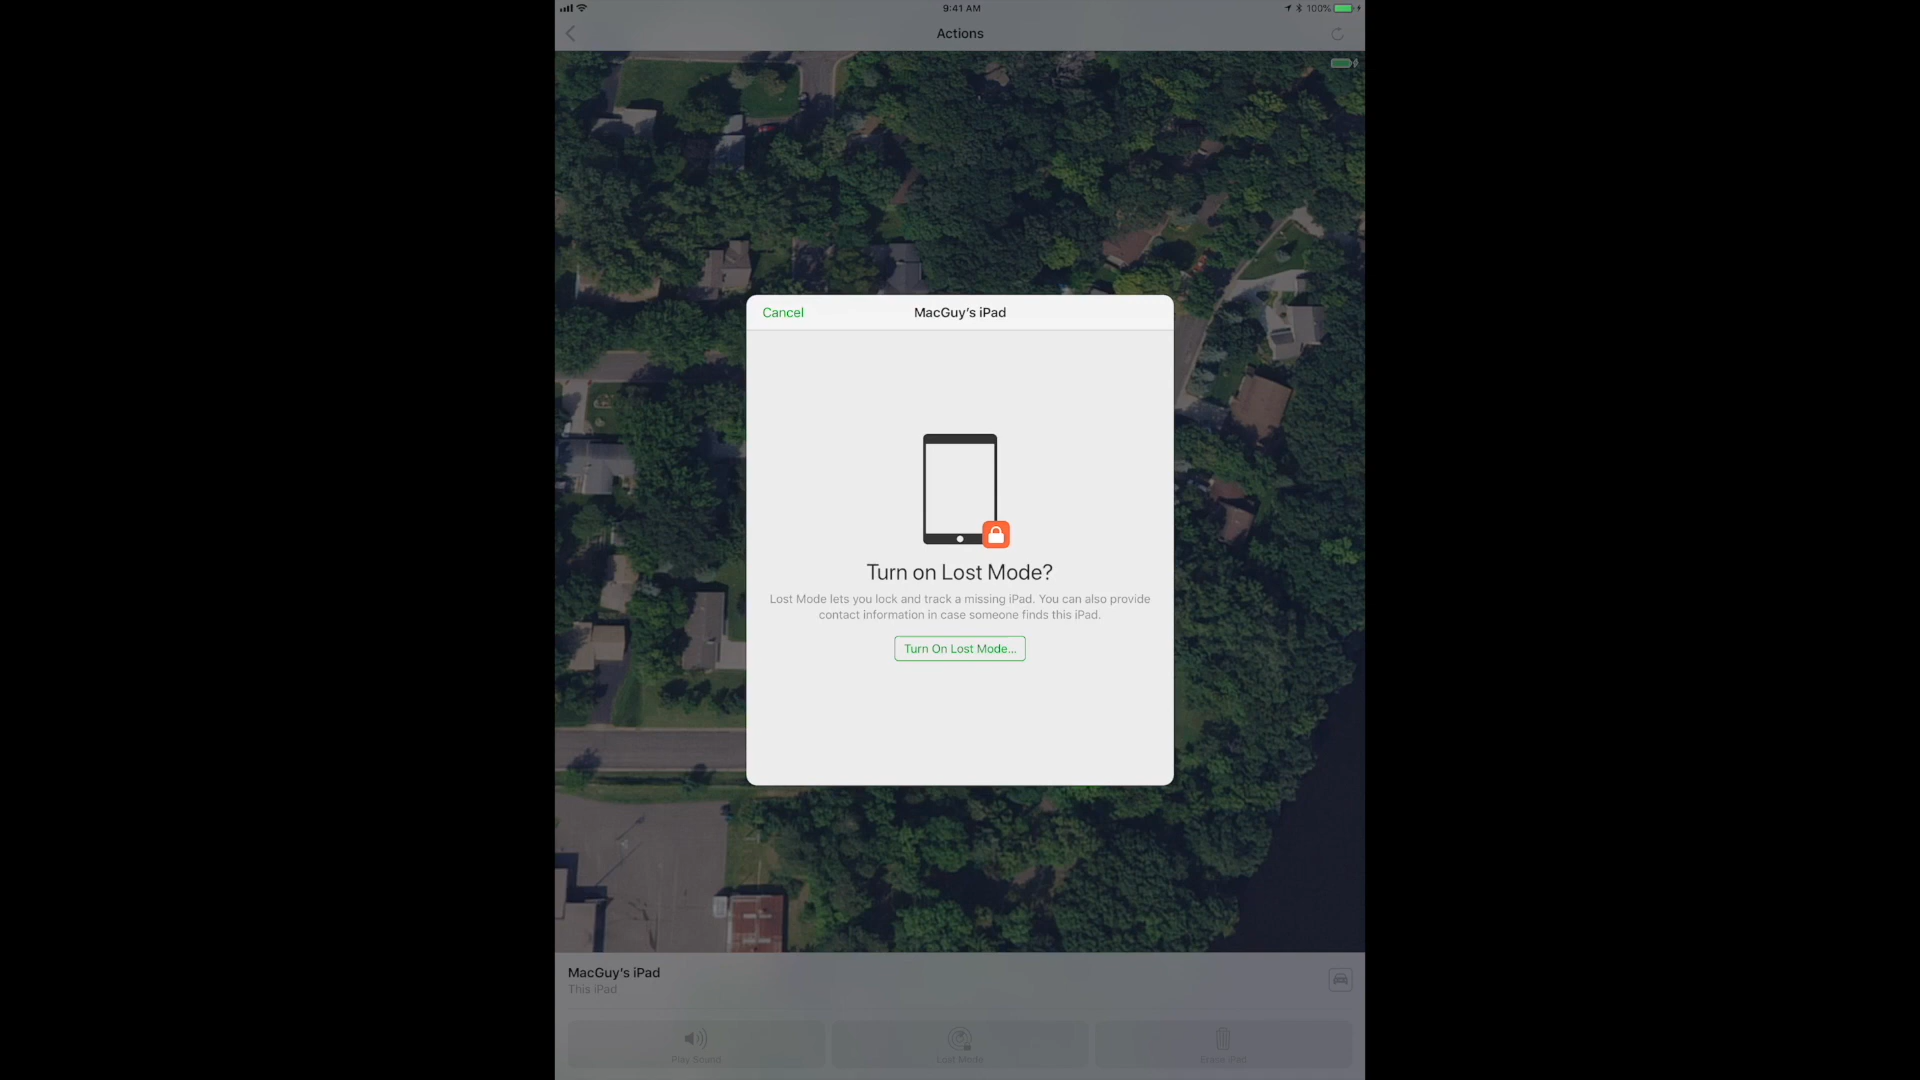 9:41 AM
100%
Actions
Cancel
MacGuy's iPad
Turn on Lost Mode?
Lost Mode lets you lock and track a missing iPad. You can also provide
contact information in case someone finds this iPad.
Turn On Lost Mode...
MacGuy's iPad
This iPad
Play Sound
Lost Mode
Erase iPad